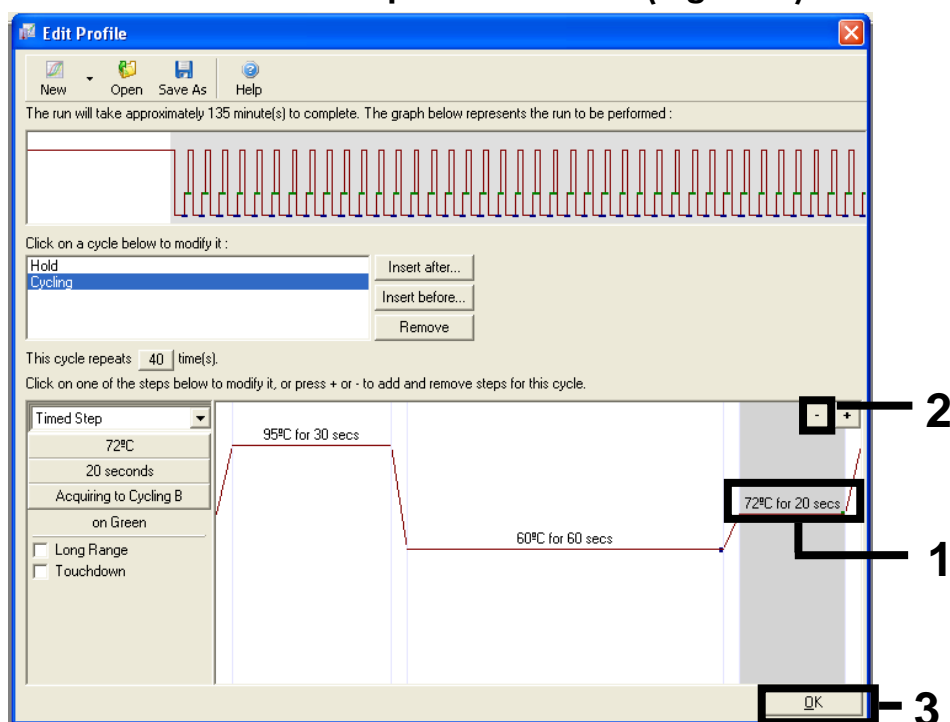 Edit Profile
New Open Save As Help
The run will take approximately 135 minute(s) to complete. The graph below represents the run to be performed :
Click on a cycle below to modify it :
Hold
Cycling
Insert after...
Insert before...
Remove
This cycle repeats 40 time(s).
Click on one of the steps below to modify it, or press + or - to add and remove steps for this cycle.
Timed Step
72ºC
20 seconds
Acquiring to Cycling B
on Green
Long Range
Touchdown
95ºC for 30 secs
60ºC for 60 secs
72ºC for 20 secs
- +
2
1
OK
3